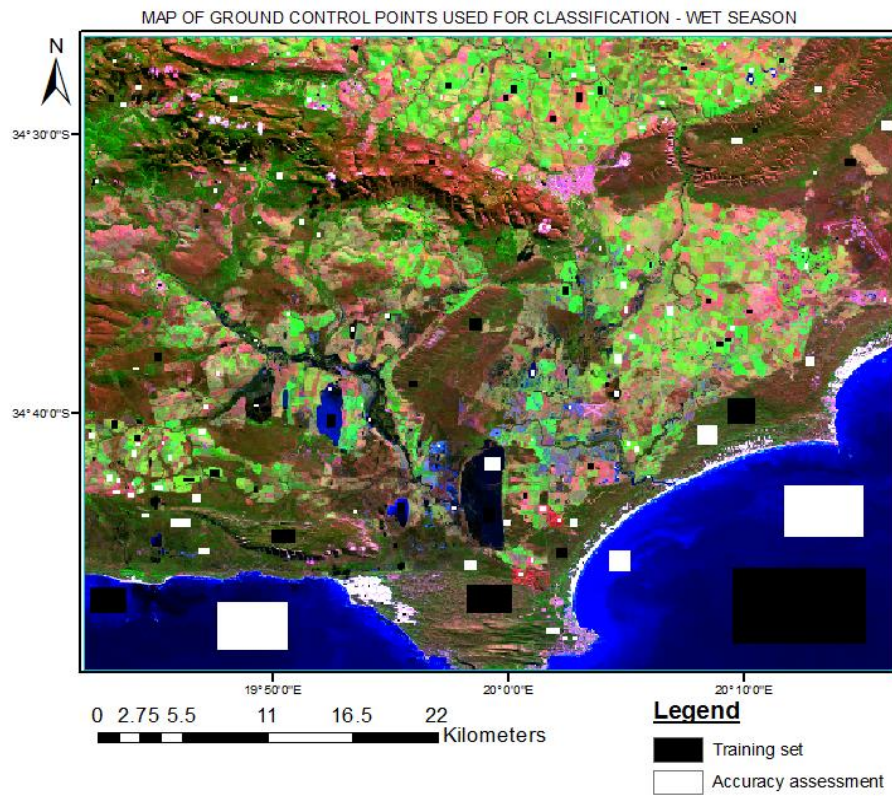 MAP OF GROUND CONTROL POINTS USED FOR CLASSIFICATION - WET SEASON
N
34°30'0"S
34°40'0"S
19°50'0"E 20°0'0"E 20°10'0"E
0 2.75 5.5 11 16.5 22
Kilometers
Legend
Training set
Accuracy assessment